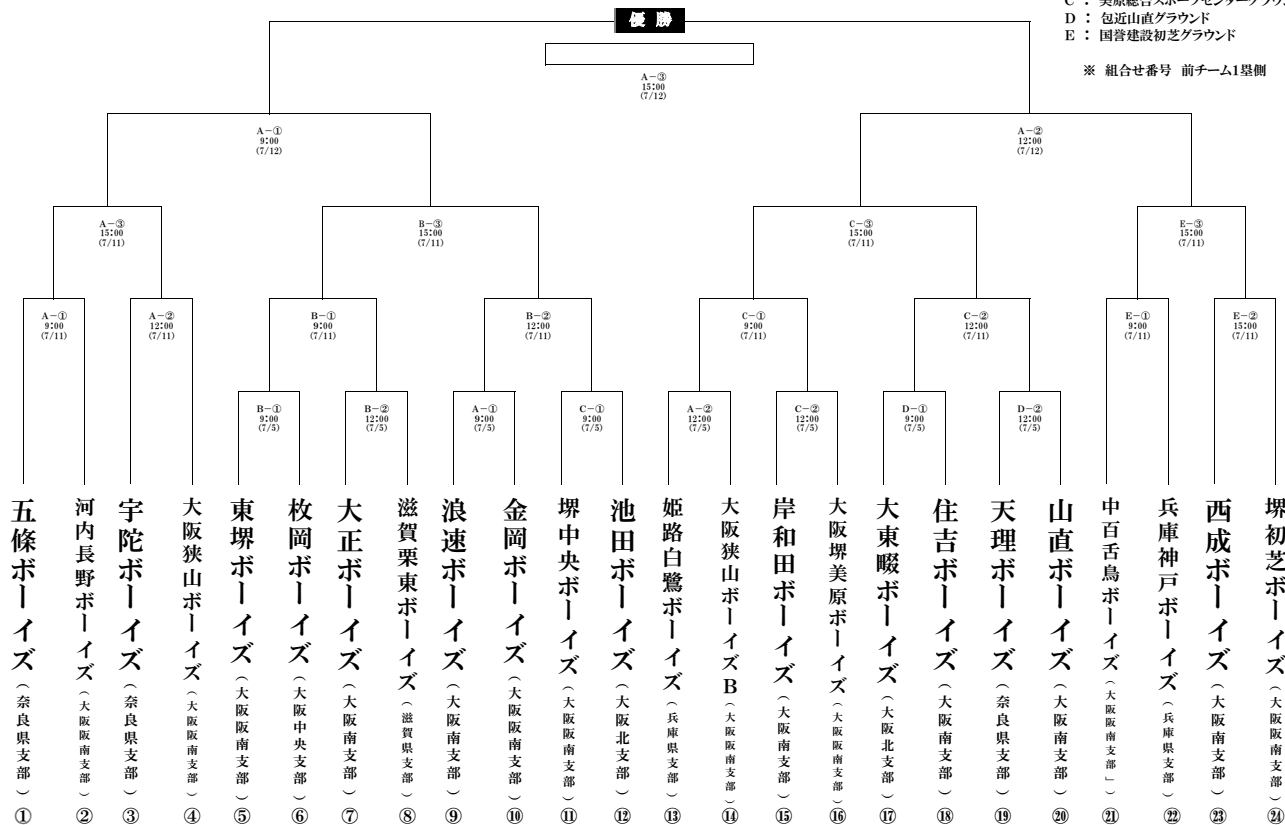 C ： 美原総合スポーツセンターグラウン
D ： 包近山直グラウンド
E ： 国誉建設初芝グラウンド
※ 組合せ番号 前チーム1塁側
優 勝
A－③
15:00
(7/12)
A－①
9:00
(7/12)
A－②
12:00
(7/12)
A－③
15:00
(7/11)
B－③
15:00
(7/11)
C－③
15:00
(7/11)
E－③
15:00
(7/11)
A－①
9:00
(7/11)
A－②
12:00
(7/11)
B－①
9:00
(7/11)
B－②
12:00
(7/11)
C－①
9:00
(7/11)
C－②
12:00
(7/11)
E－①
9:00
(7/11)
E－②
15:00
(7/11)
B－①
9:00
(7/5)
B－②
12:00
(7/5)
A－①
9:00
(7/5)
C－①
9:00
(7/5)
A－②
12:00
(7/5)
C－②
12:00
(7/5)
D－①
9:00
(7/5)
D－②
12:00
(7/5)
五條ボーイズ（奈良県支部）①
河内長野ボーイズ（大阪阪南支部）②
宇陀ボーイズ（奈良県支部）③
大阪狭山ボーイズ（大阪阪南支部）④
東堺ボーイズ（大阪阪南支部）⑤
枚岡ボーイズ（大阪中央支部）⑥
大正ボーイズ（大阪南支部）⑦
滋賀栗東ボーイズ（滋賀県支部）⑧
浪速ボーイズ（大阪南支部）⑨
金岡ボーイズ（大阪阪南支部）⑩
堺中央ボーイズ（大阪阪南支部）⑪
池田ボーイズ（大阪北支部）⑫
姫路白鷺ボーイズ（兵庫県支部）⑬
大阪狭山ボーイズB（大阪阪南支部）⑭
岸和田ボーイズ（大阪南支部）⑮
大阪堺美原ボーイズ（大阪阪南支部）⑯
大東畷ボーイズ（大阪北支部）⑰
住吉ボーイズ（大阪南支部）⑱
天理ボーイズ（奈良県支部）⑲
山直ボーイズ（大阪南支部）⑳
中百舌鳥ボーイズ（大阪阪南支部」）㉑
兵庫神戸ボーイズ（兵庫県支部）㉒
西成ボーイズ（大阪南支部）㉓
堺初芝ボーイズ（大阪阪南支部）㉔